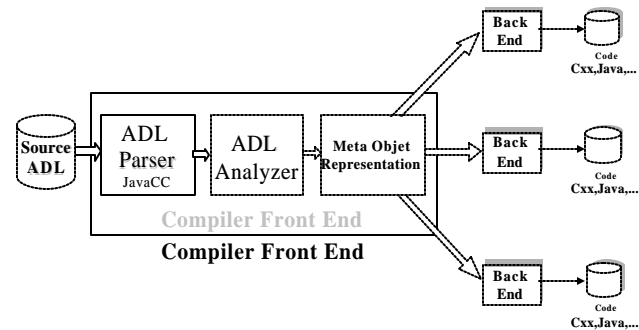 Back
End
Code
Cxx,Java,...
Source
ADL
ADL
Parser
JavaCC
ADL
Analyzer
Meta Objet
Representation
Back
End
Code
Cxx,Java,...
Compiler Front End
Compiler Front End
Back
End
Code
Cxx,Java,...